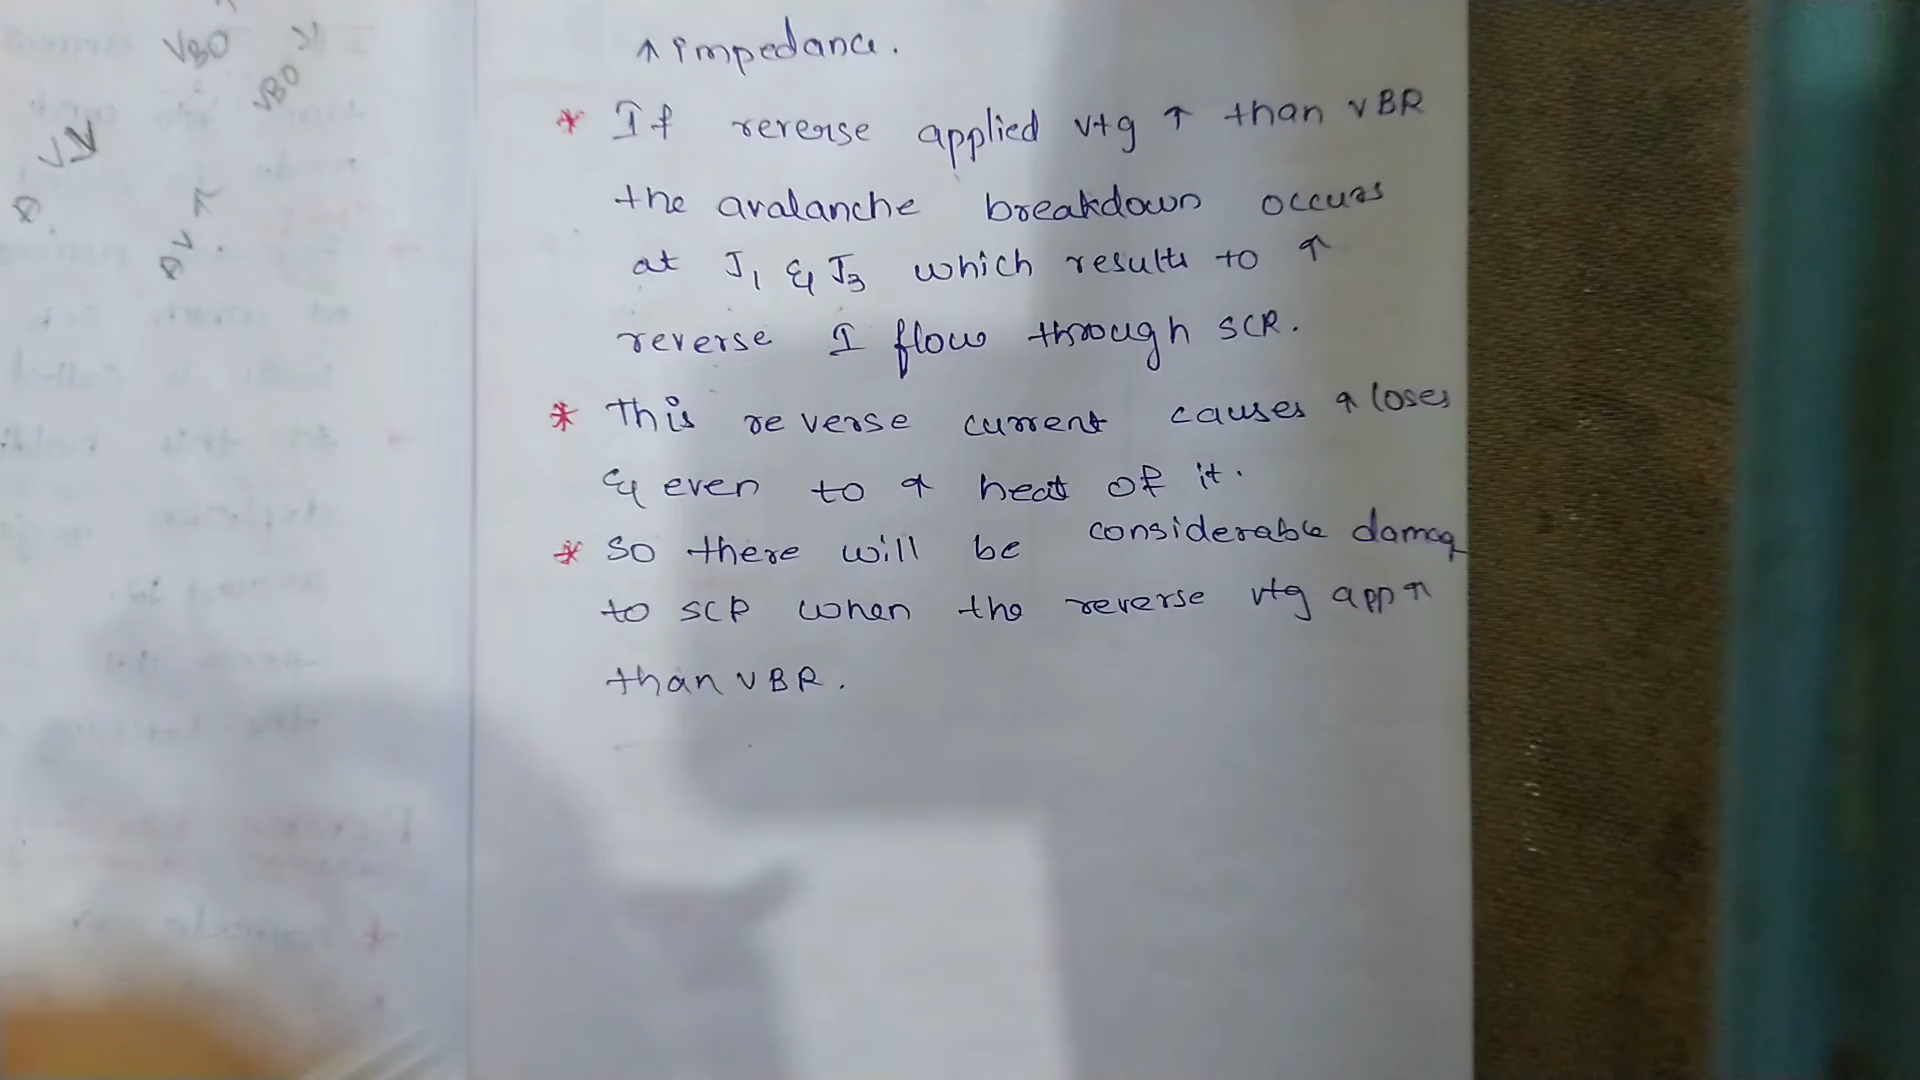 ↑ impedance.
* If reverse applied vtg ↑ than VBR
the avalanche breakdown occurs
at J1 & J3 which results to ↑
reverse I flow through SCR.
* This reverse current causes ↑ loses
& even to ↑ heat of it.
* So there will be considerable damag
to SCR when the reverse vtg app ↑
than VBR.
VBO
VBO